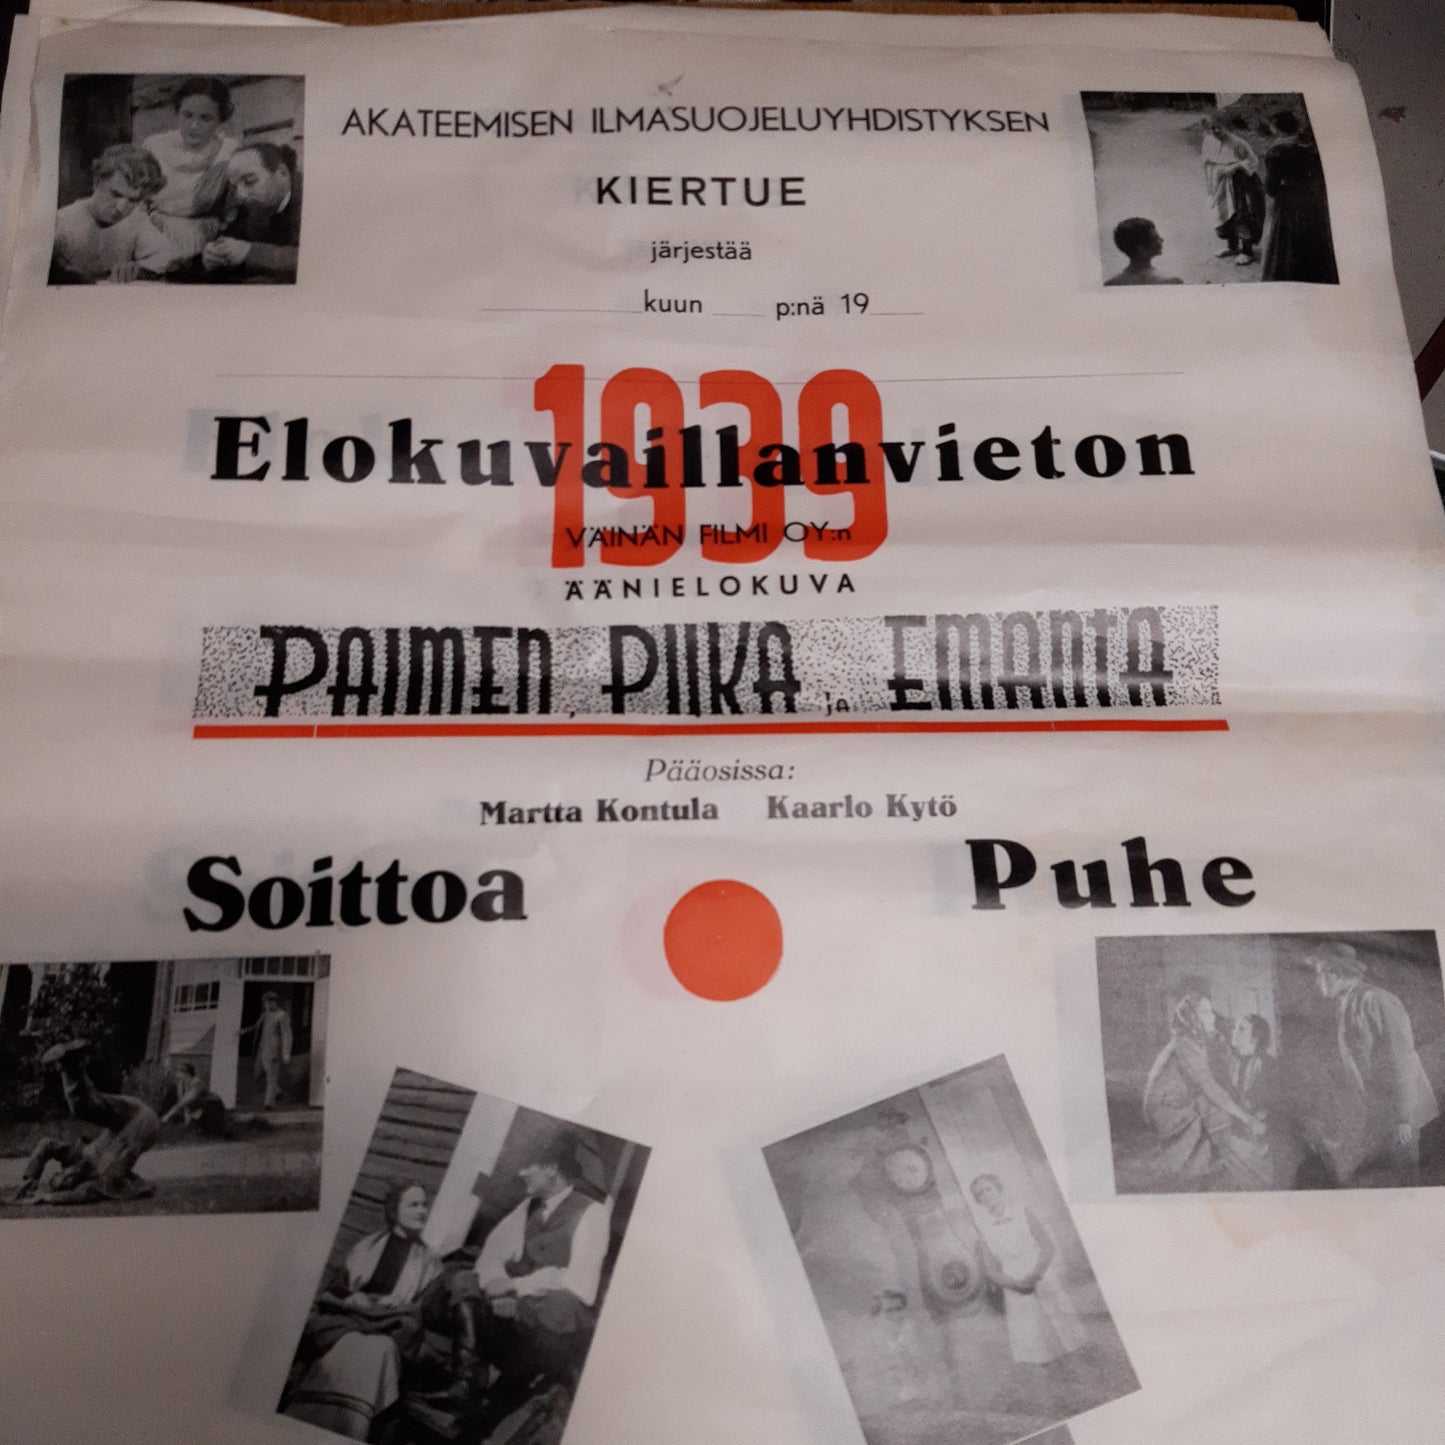 AKATEEMISEN ILMASUOJELUYHDISTYKSEN
KIERTUE
järjestää
kuun p:nä 19
1939
Elokuvaillanvieton
VÄINÄN FILMI OY:n
ÄÄNIELOKUVA
PAIMEN, PIIKA ja EMÄNTÄ
Pääosissa:
Martta Kontula Kaarlo Kytö
Soittoa Puhe